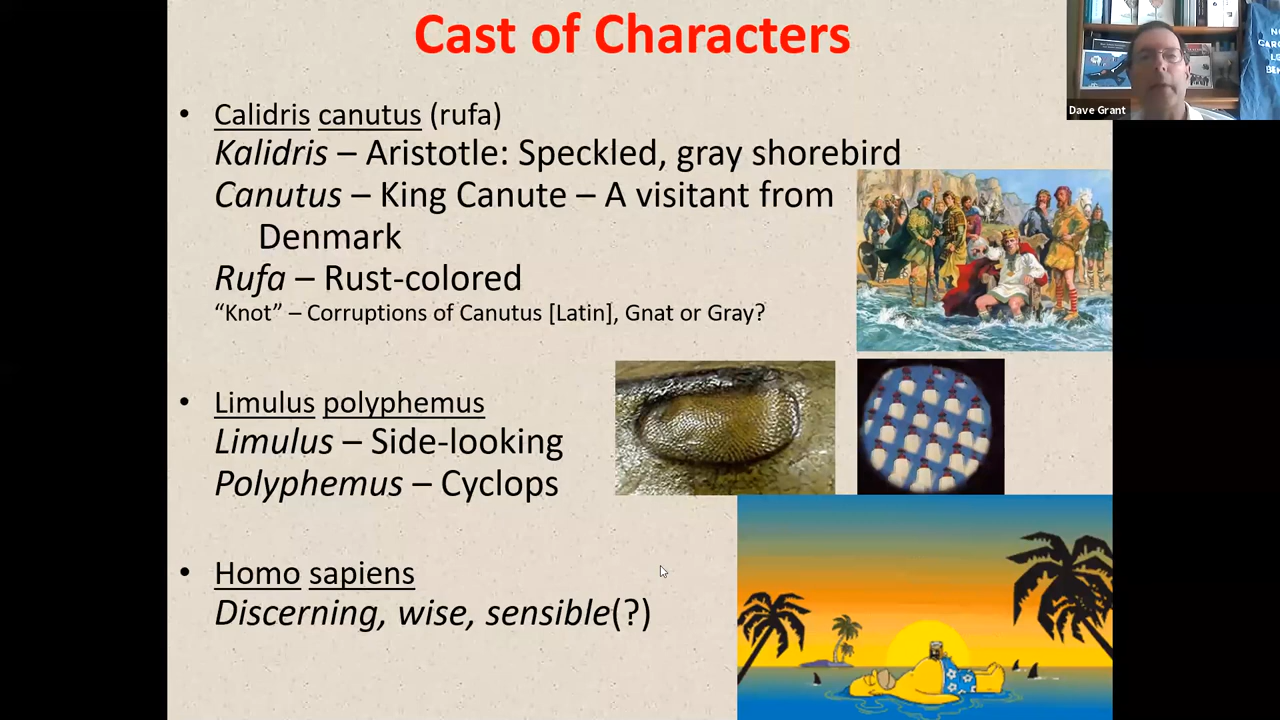 Cast of Characters
• Calidris canutus (rufa)
Kalidris – Aristotle: Speckled, gray shorebird
Canutus – King Canute – A visitant from
Denmark
Rufa – Rust-colored
“Knot” – Corruptions of Canutus [Latin], Gnat or Gray?
• Limulus polyphemus
Limulus – Side-looking
Polyphemus – Cyclops
• Homo sapiens
Discerning, wise, sensible(?)
Dave Grant